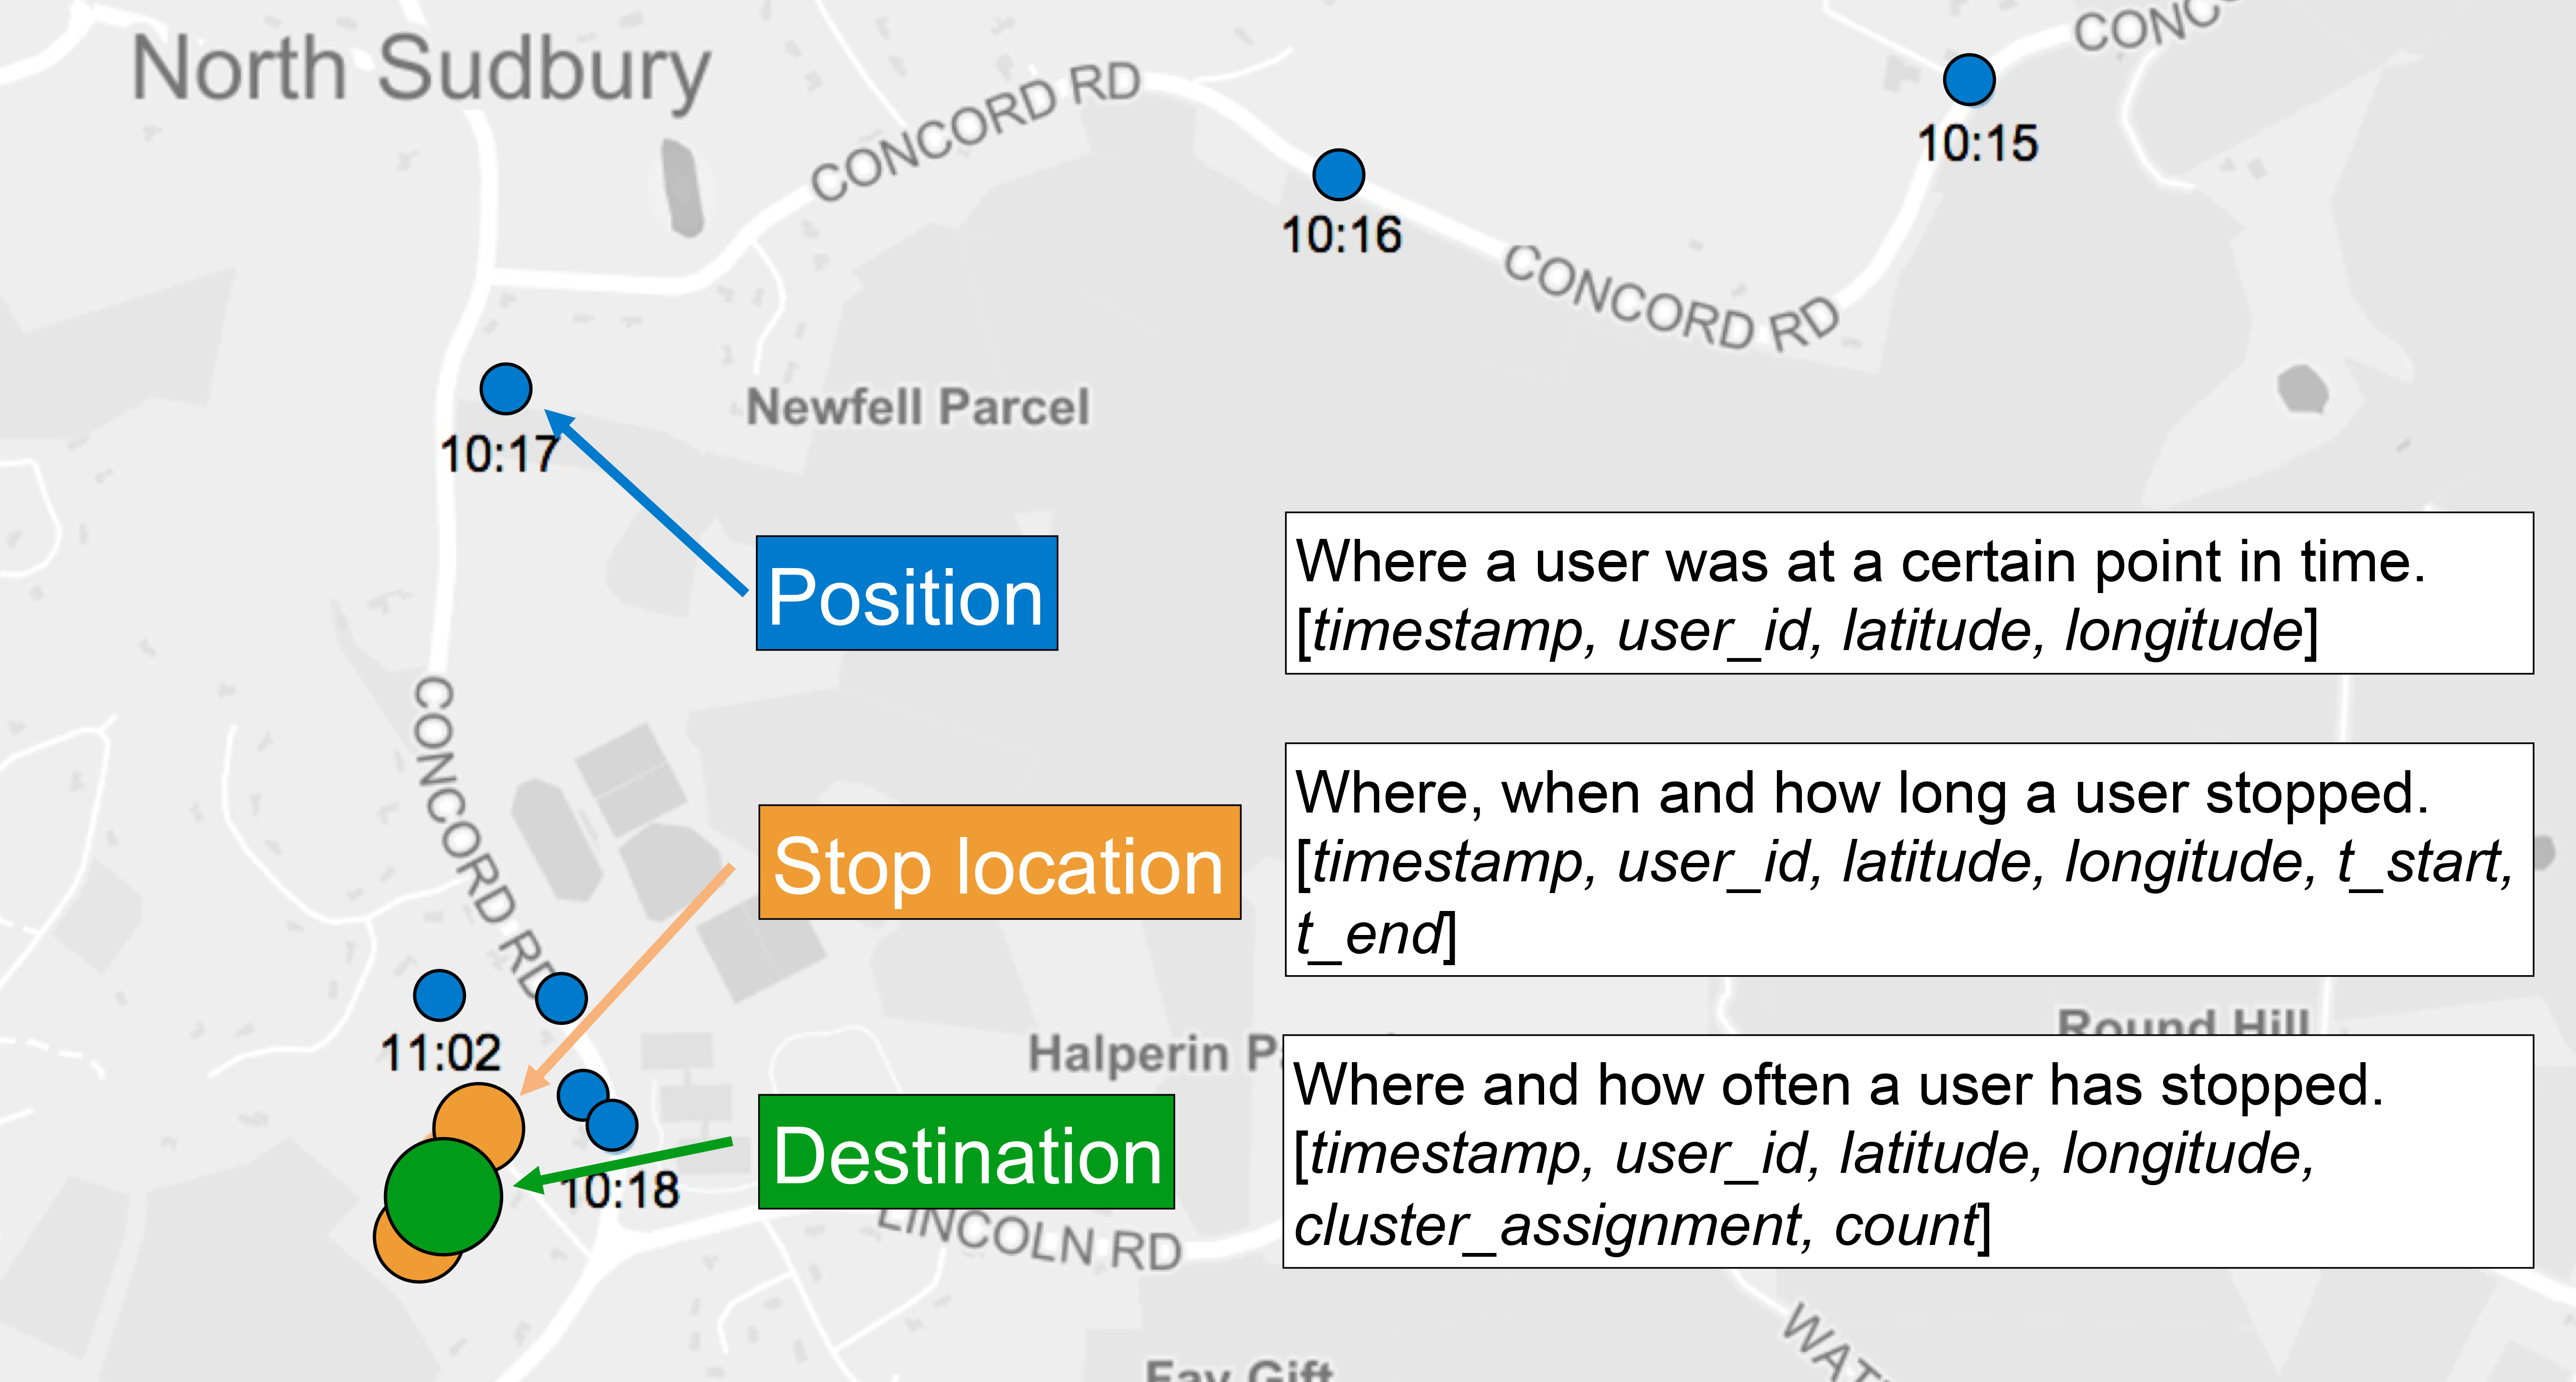 North Sudbury
CONCORD RD
10:15
10:16
CONCORD RD
10:17
Newfell Parcel
Position
Where a user was at a certain point in time.
[timestamp, user_id, latitude, longitude]
CONCORD RD
Stop location
Where, when and how long a user stopped.
[timestamp, user_id, latitude, longitude, t_start,
t_end]
11:02
Halperin
Round Hill
Destination
Where and how often a user has stopped.
[timestamp, user_id, latitude, longitude,
cluster_assignment, count]
10:18
LINCOLN RD
Fay Gift